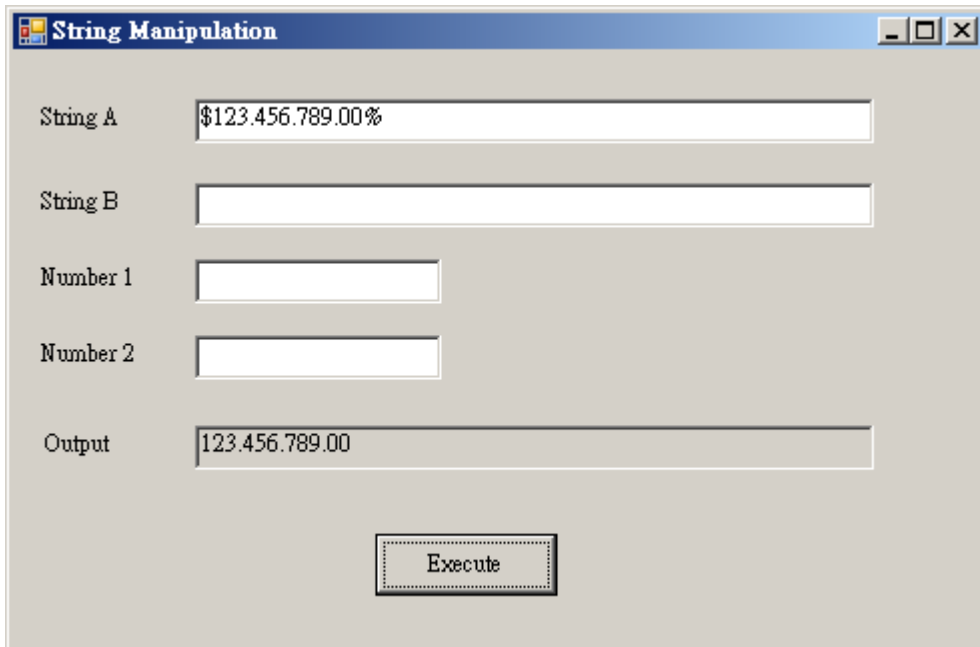 String Manipulation
String A
$123.456.789.00%
String B
Number 1
Number 2
Output
123.456.789.00
Execute